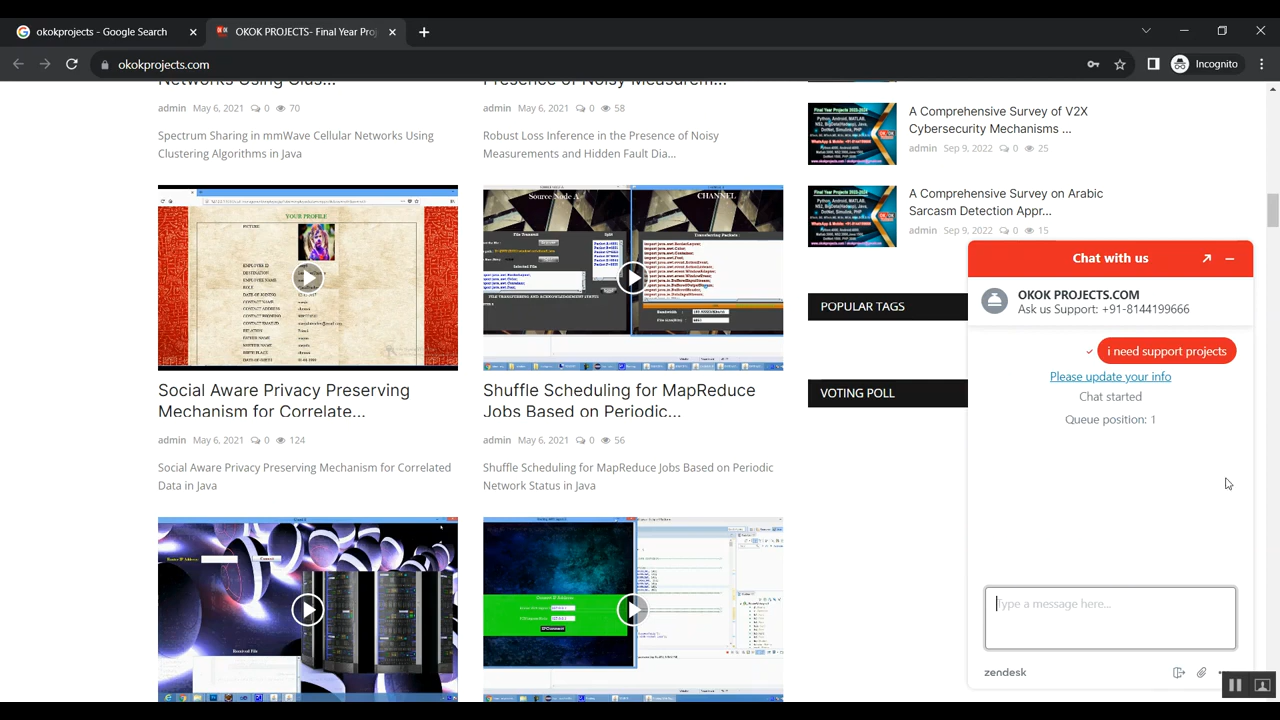 okokprojects - Google Search
OKOK PROJECTS- Final Year Proj
okokprojects.com
Incognito
Networks Using Clus...
Presence of Noisy Measurem...
admin May 6, 2021 0 70
admin May 6, 2021 0 58
Spectrum Sharing in mmWave Cellular Networks Using
Clustering Algorithms in Java
Robust Loss Inference in the Presence of Noisy
Measurements and Hidden Fault Dia...
A Comprehensive Survey of V2X
Cybersecurity Mechanisms ...
admin Sep 9, 2022 0 25
A Comprehensive Survey on Arabic
Sarcasm Detection Appr...
admin Sep 9, 2022 0 15
YOUR PROFILE
Source Node A
CHANNEL
Social Aware Privacy Preserving
Mechanism for Correlate...
admin May 6, 2021 0 124
Social Aware Privacy Preserving Mechanism for Correlated
Data in Java
Shuffle Scheduling for MapReduce
Jobs Based on Periodic...
admin May 6, 2021 0 56
Shuffle Scheduling for MapReduce Jobs Based on Periodic
Network Status in Java
POPULAR TAGS
VOTING POLL
Chat with us
OKOK PROJECTS.COM
Ask us Support +91- 8144199666
i need support projects
Please update your info
Chat started
Queue position: 1
Type a message here...
zendesk